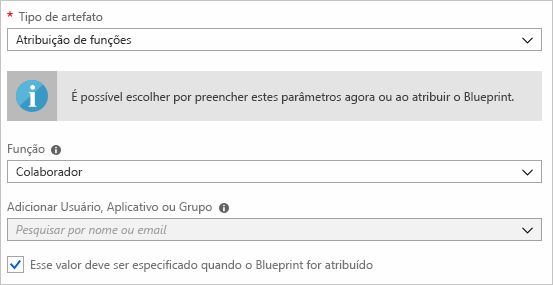 * Tipo de artefato
Atribuição de funções
É possível escolher por preencher estes parâmetros agora ou ao atribuir o Blueprint.
Função
Colaborador
Adicionar Usuário, Aplicativo ou Grupo
Pesquisar por nome ou email
Esse valor deve ser especificado quando o Blueprint for atribuído